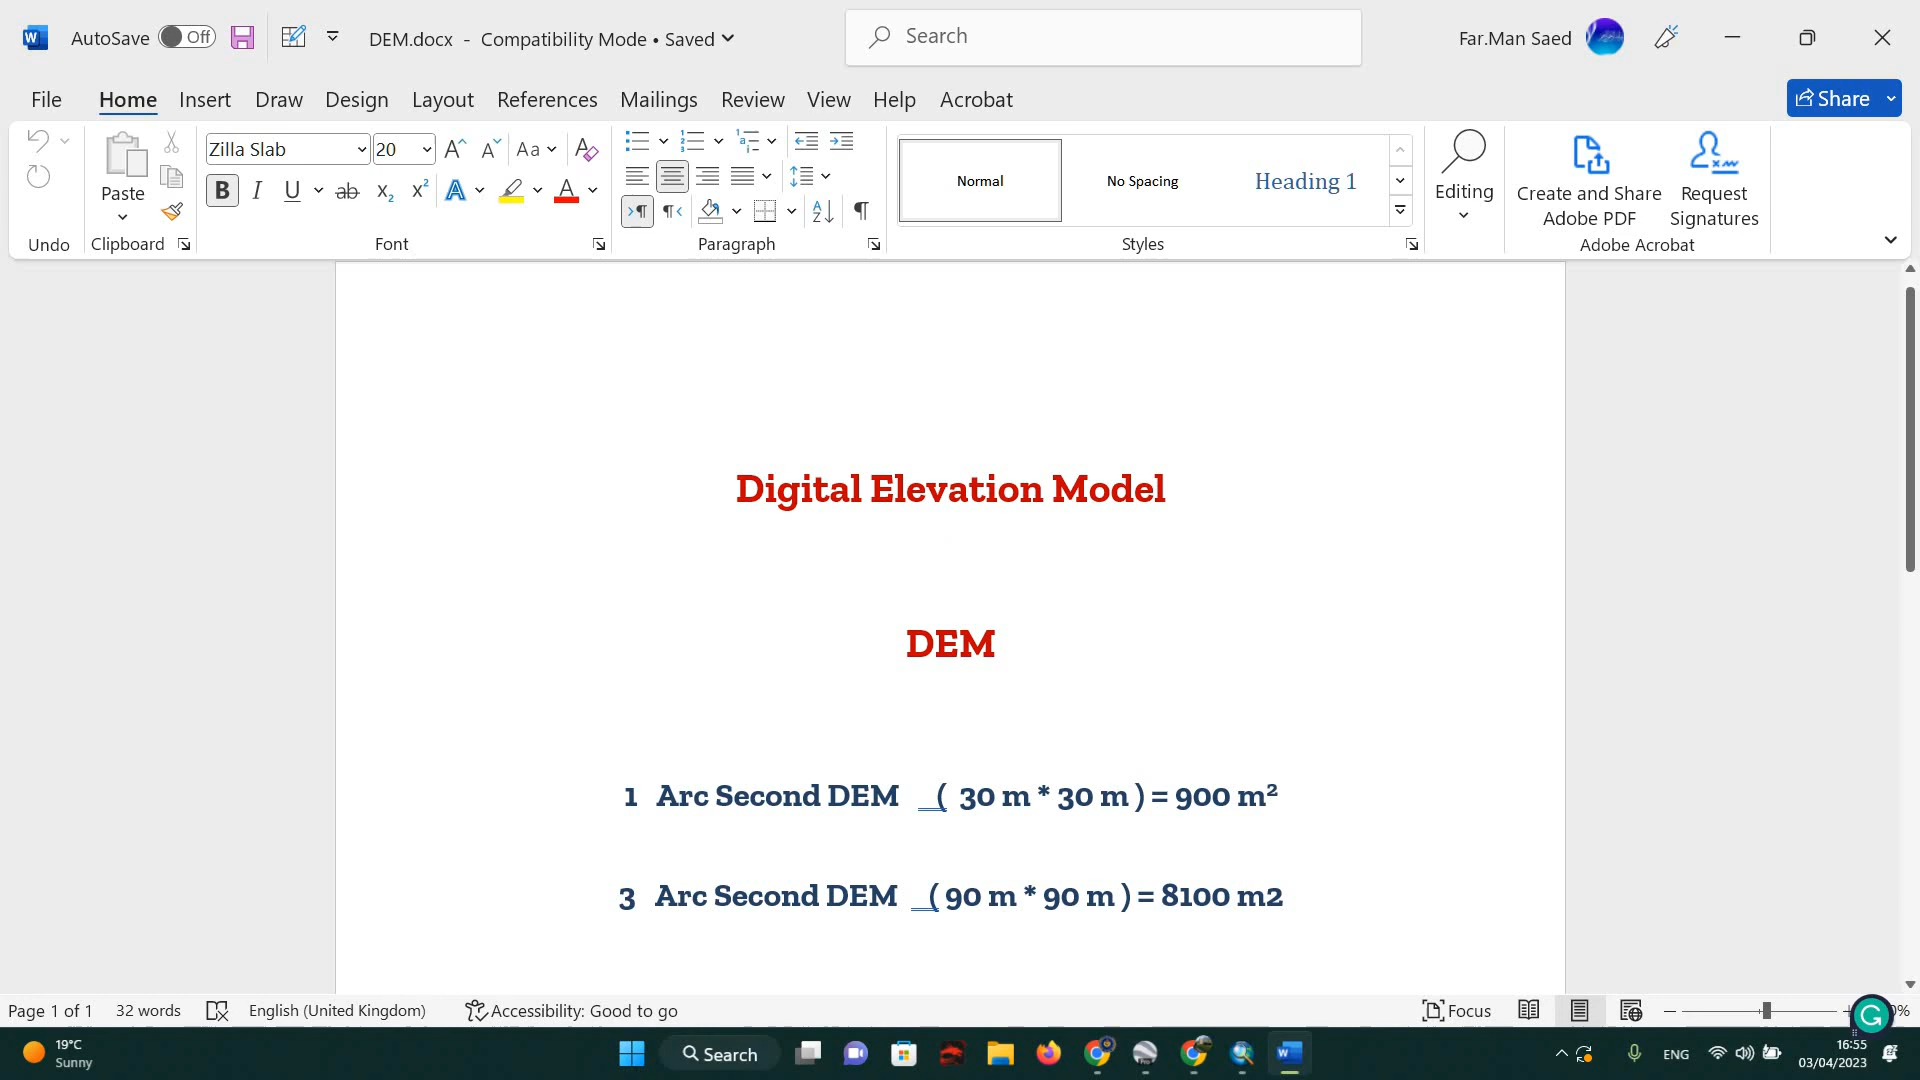 AutoSave Off DEM.docx - Compatibility Mode • Saved Search Far.Man Saed
File Home Insert Draw Design Layout References Mailings Review View Help Acrobat Share
Zilla Slab 20 Aa
Paste
B I U ab x₂ x² A A
Normal No Spacing Heading 1
Editing
Create and Share Adobe PDF
Request Signatures
Undo Clipboard Font Paragraph Styles Adobe Acrobat
Digital Elevation Model
DEM
1 Arc Second DEM _( 30 m * 30 m ) = 900 m²
3 Arc Second DEM _( 90 m * 90 m ) = 8100 m2
Page 1 of 1 32 words English (United Kingdom) Accessibility: Good to go Focus
19°C
Sunny
Search
ENG
16:55
03/04/2023